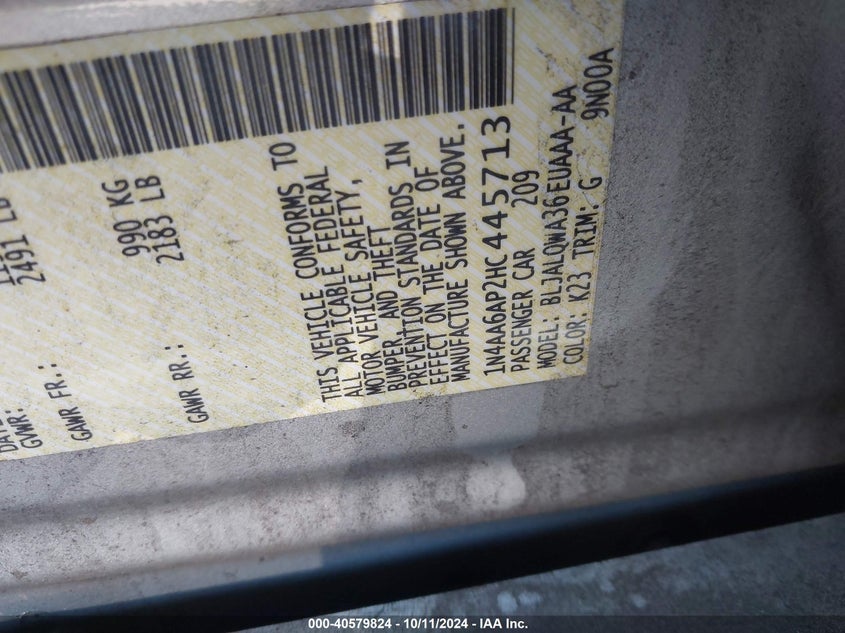 DATE
GVWR:
GAWR FR.: 2491 LB
GAWR RR.: 990 KG
2183 LB
THIS VEHICLE CONFORMS TO
ALL APPLICABLE FEDERAL
MOTOR VEHICLE SAFETY,
BUMPER, AND THEFT
PREVENTION STANDARDS IN
EFFECT ON THE DATE OF
MANUFACTURE SHOWN ABOVE.
1N4AA6AP2HC445713
PASSENGER CAR 209
MODEL: BLJALQWA36EUAAA-AA
COLOR: K23 TRIM: G 9N00A
000-40579824 - 10/11/2024 - IAA Inc.